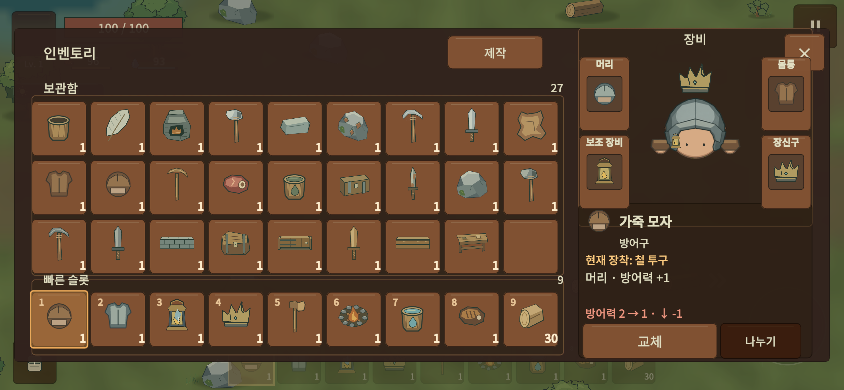 100 / 100
인벤토리
제작
장비
보관함
27
머리
몸통
보조 장비
장신구
1 1 1 1 1 1 1 1 1
1 1 1 1 1 1 1 1 1
1 1 1 1 1 1 1 1
빠른 슬롯
9
1 2 3 4 5 6 7 8 9
1 1 1 1 1 1 1 1 30
가죽 모자
방어구
현재 장착: 철 투구
머리 · 방어력 +1
방어력 2 → 1 · ↓ -1
교체
나누기